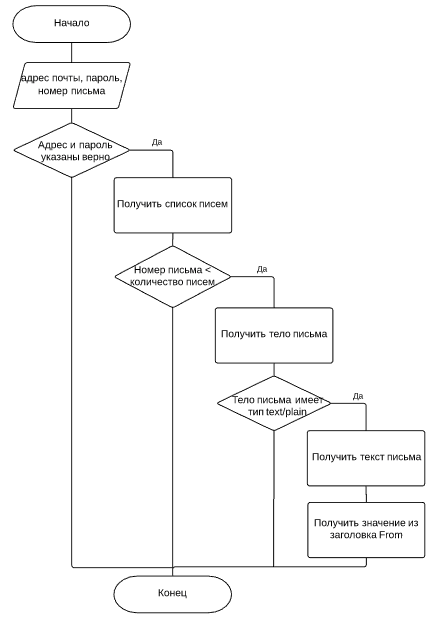 Начало
адрес почты, пароль,
номер письма
Адрес и пароль
указаны верно
Да
Получить список писем
Номер письма <
количество писем
Да
Получить тело письма
Тело письма имеет
тип text/plain
Да
Получить текст письма
Получить значение из
заголовка From
Конец